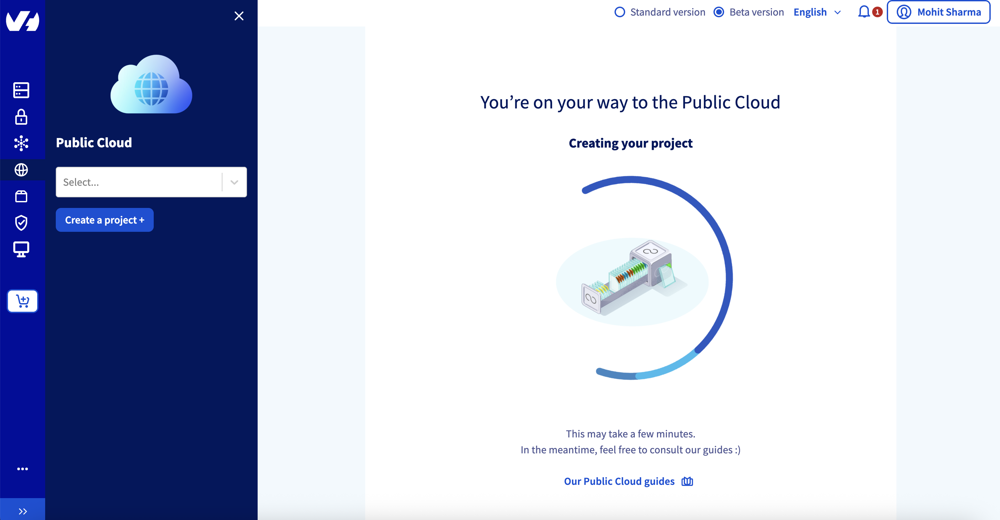 Standard version
Beta version
English
1
Mohit Sharma
Public Cloud
Select...
Create a project +
You’re on your way to the Public Cloud
Creating your project
This may take a few minutes.
In the meantime, feel free to consult our guides :)
Our Public Cloud guides